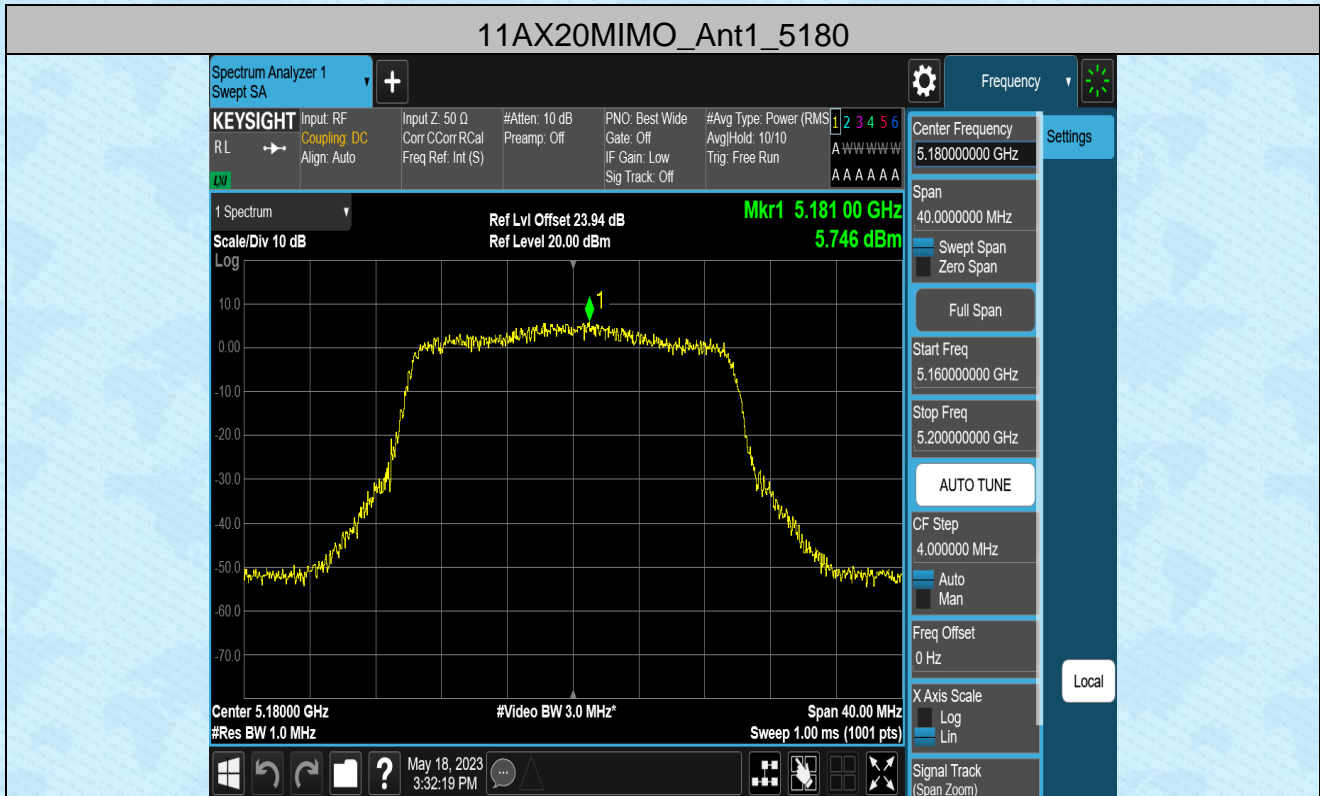 11AX20MIMO_Ant1_5180
Spectrum Analyzer 1
Swept SA
+
Frequency
KEYSIGHT
RL
LXI
Input: RF
Coupling: DC
Align: Auto
Input Z: 50 Ω
Corr CCorr RCal
Freq Ref: Int (S)
#Atten: 10 dB
Preamp: Off
PNO: Best Wide
Gate: Off
IF Gain: Low
Sig Track: Off
#Avg Type: Power (RMS
Avg|Hold: 10/10
Trig: Free Run
1 2 3 4 5 6
A W W W W W
A A A A A A
1 Spectrum
Scale/Div 10 dB
Log
Ref Lvl Offset 23.94 dB
Ref Level 20.00 dBm
Mkr1 5.181 00 GHz
5.746 dBm
1
10.0
0.00
-10.0
-20.0
-30.0
-40.0
-50.0
-60.0
-70.0
Center 5.18000 GHz
#Res BW 1.0 MHz
#Video BW 3.0 MHz*
Span 40.00 MHz
Sweep 1.00 ms (1001 pts)
?
May 18, 2023
3:32:19 PM
Center Frequency
5.180000000 GHz
Settings
Span
40.0000000 MHz
Swept Span
Zero Span
Full Span
Start Freq
5.160000000 GHz
Stop Freq
5.200000000 GHz
AUTO TUNE
CF Step
4.000000 MHz
Auto
Man
Freq Offset
0 Hz
X Axis Scale
Log
Lin
Local
Signal Track
(Span Zoom)